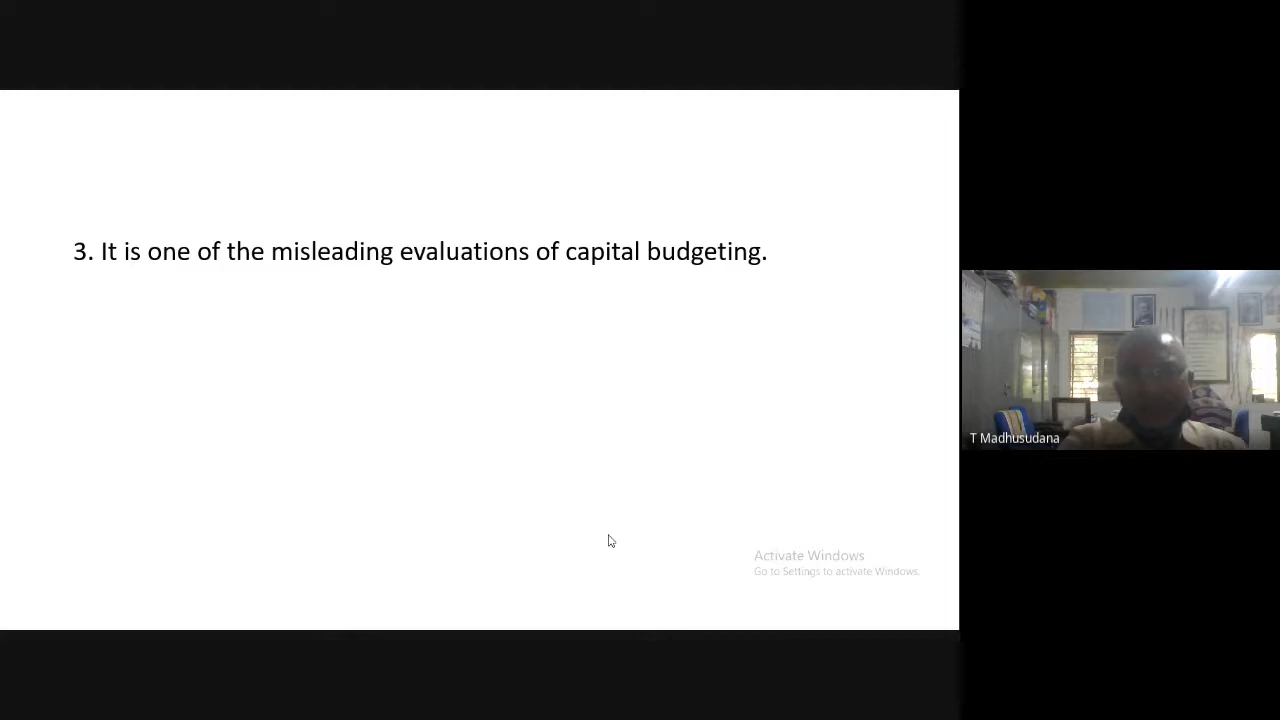 3. It is one of the misleading evaluations of capital budgeting.
Activate Windows
Go to Settings to activate Windows.
T Madhusudana